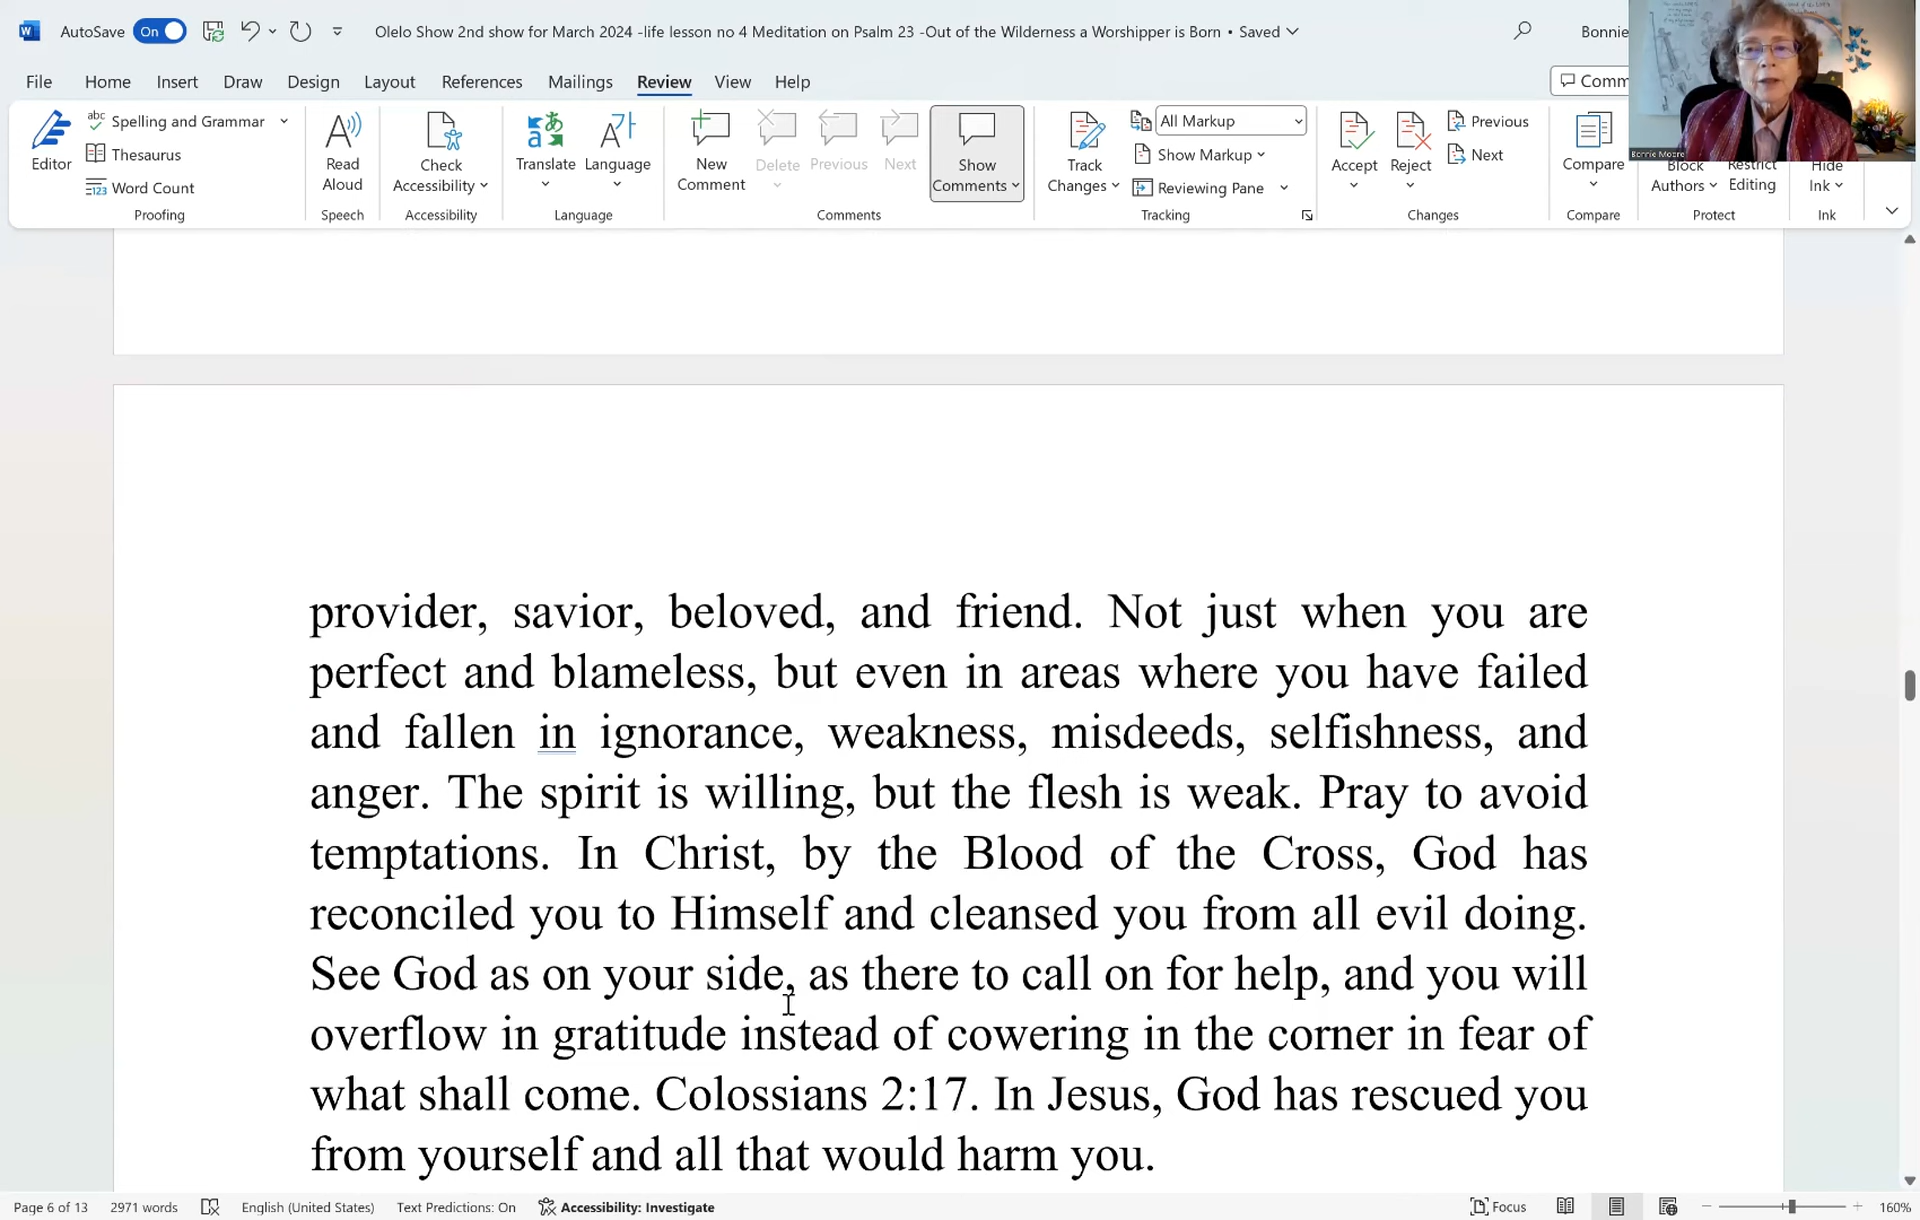 AutoSave On Olelo Show 2nd show for March 2024 -life lesson no 4 Meditation on Psalm 23 -Out of the Wilderness a Worshipper is Born • Saved Bonnie
File Home Insert Draw Design Layout References Mailings Review View Help Comm
Editor
abc Spelling and Grammar
Thesaurus
Word Count
Proofing
Read Aloud
Speech
Check Accessibility
Accessibility
Translate Language
Language
New Comment Delete Previous Next Show Comments
Comments
Track Changes
All Markup
Show Markup
Reviewing Pane
Tracking
Accept Reject
Previous
Next
Changes
Compare
Compare
Block Authors Restrict Editing
Protect
Hide Ink
Ink
Bonnie Moore
provider, savior, beloved, and friend. Not just when you are
perfect and blameless, but even in areas where you have failed
and fallen in ignorance, weakness, misdeeds, selfishness, and
anger. The spirit is willing, but the flesh is weak. Pray to avoid
temptations. In Christ, by the Blood of the Cross, God has
reconciled you to Himself and cleansed you from all evil doing.
See God as on your side, as there to call on for help, and you will
overflow in gratitude instead of cowering in the corner in fear of
what shall come. Colossians 2:17. In Jesus, God has rescued you
from yourself and all that would harm you.
Page 6 of 13 2971 words English (United States) Text Predictions: On Accessibility: Investigate Focus 160%